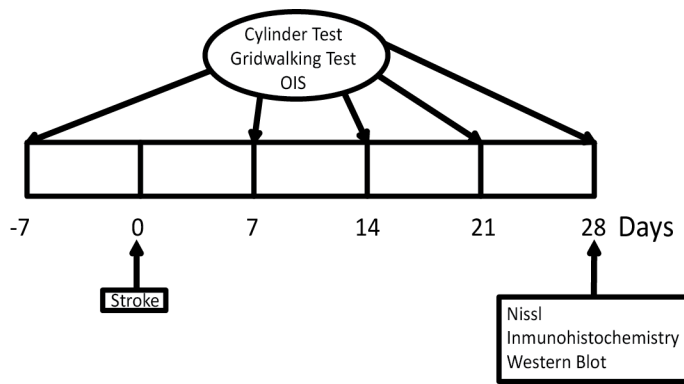 Cylinder Test
Gridwalking Test
OIS
-7 0 7 14 21 28 Days
Stroke
Nissl
Inmunohistochemistry
Western Blot